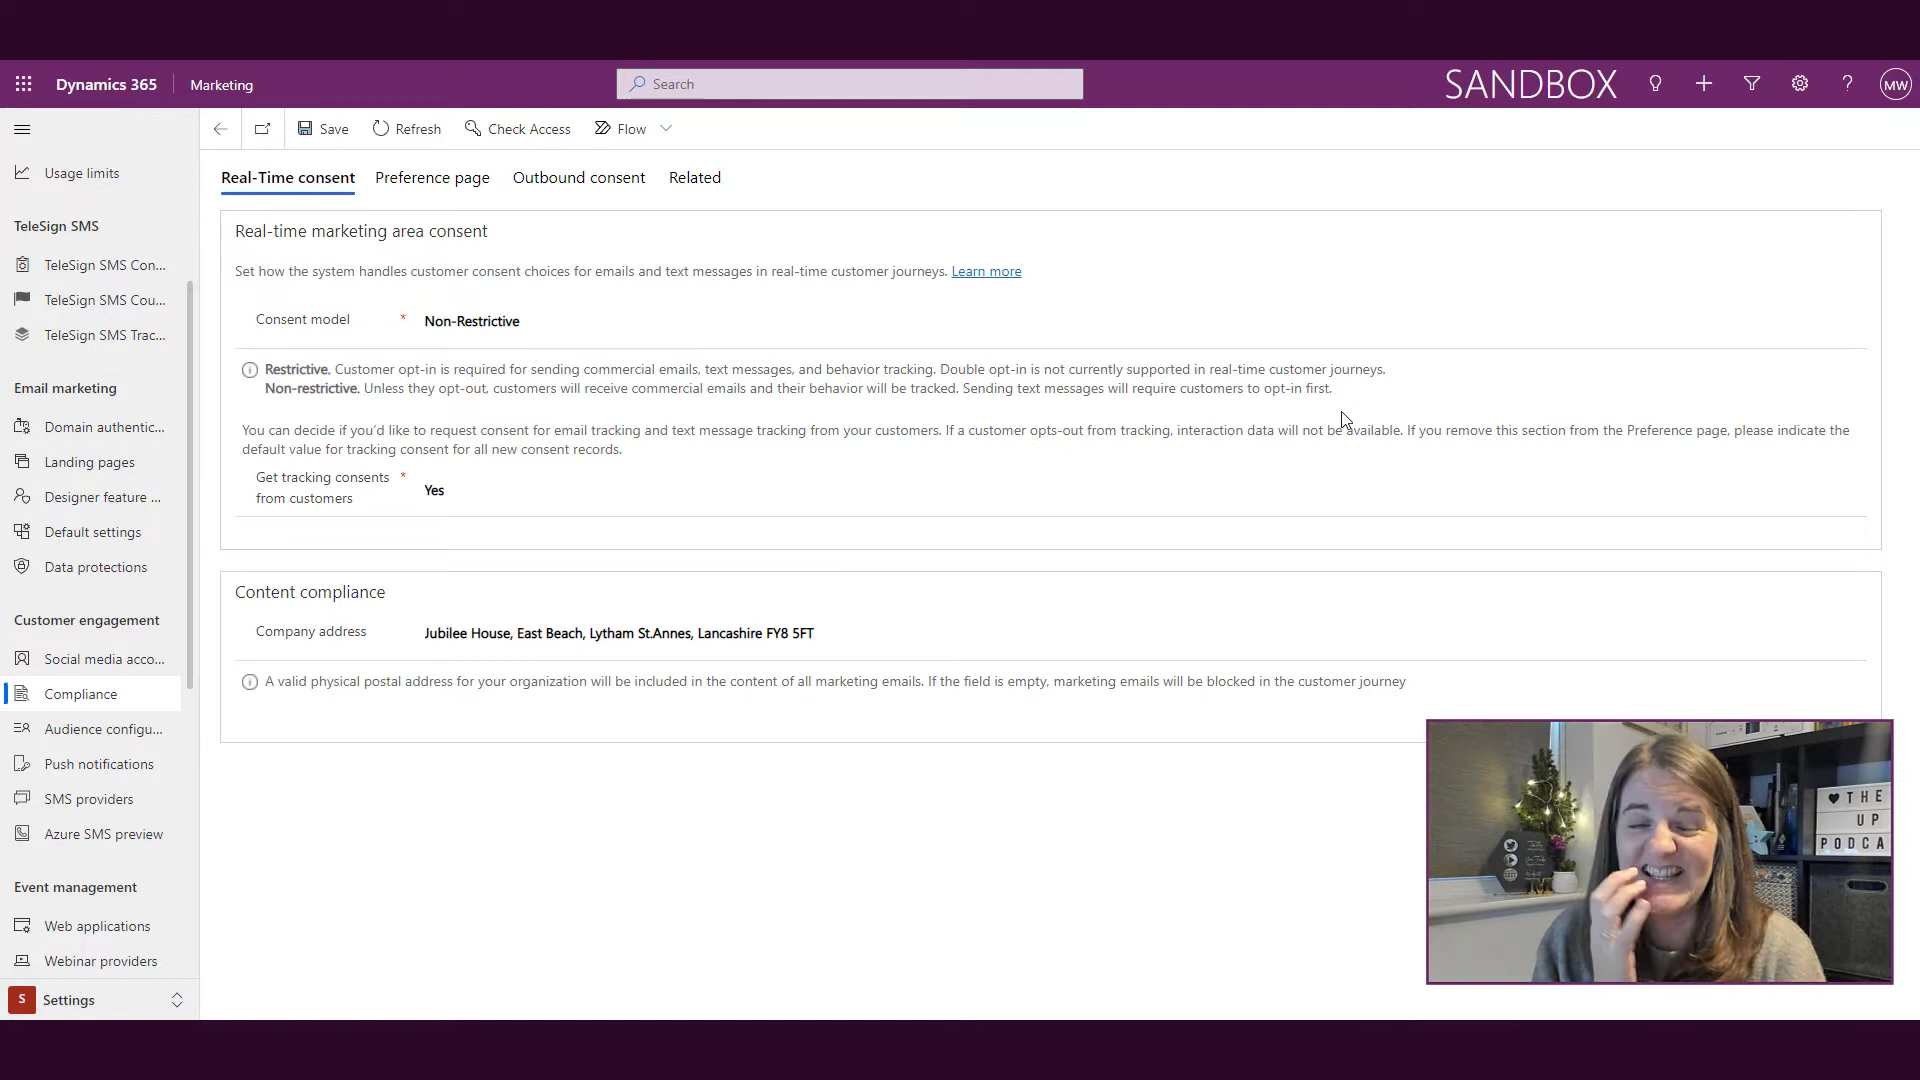 Dynamics 365
Marketing
Search
SANDBOX
MW
Save
Refresh
Check Access
Flow
Usage limits
TeleSign SMS
TeleSign SMS Con...
TeleSign SMS Cou...
TeleSign SMS Trac...
Email marketing
Domain authentic...
Landing pages
Designer feature ...
Default settings
Data protections
Customer engagement
Social media acco...
Compliance
Audience configu...
Push notifications
SMS providers
Azure SMS preview
Event management
Web applications
Webinar providers
S
Settings
Real-Time consent
Preference page
Outbound consent
Related
Real-time marketing area consent
Set how the system handles customer consent choices for emails and text messages in real-time customer journeys. Learn more
Consent model * Non-Restrictive
Restrictive. Customer opt-in is required for sending commercial emails, text messages, and behavior tracking. Double opt-in is not currently supported in real-time customer journeys.
Non-restrictive. Unless they opt-out, customers will receive commercial emails and their behavior will be tracked. Sending text messages will require customers to opt-in first.
You can decide if you'd like to request consent for email tracking and text message tracking from your customers. If a customer opts-out from tracking, interaction data will not be available. If you remove this section from the Preference page, please indicate the
default value for tracking consent for all new consent records.
Get tracking consents *
from customers
Yes
Content compliance
Company address
Jubilee House, East Beach, Lytham St.Annes, Lancashire FY8 5FT
A valid physical postal address for your organization will be included in the content of all marketing emails. If the field is empty, marketing emails will be blocked in the customer journey
THE
UP
PODCA